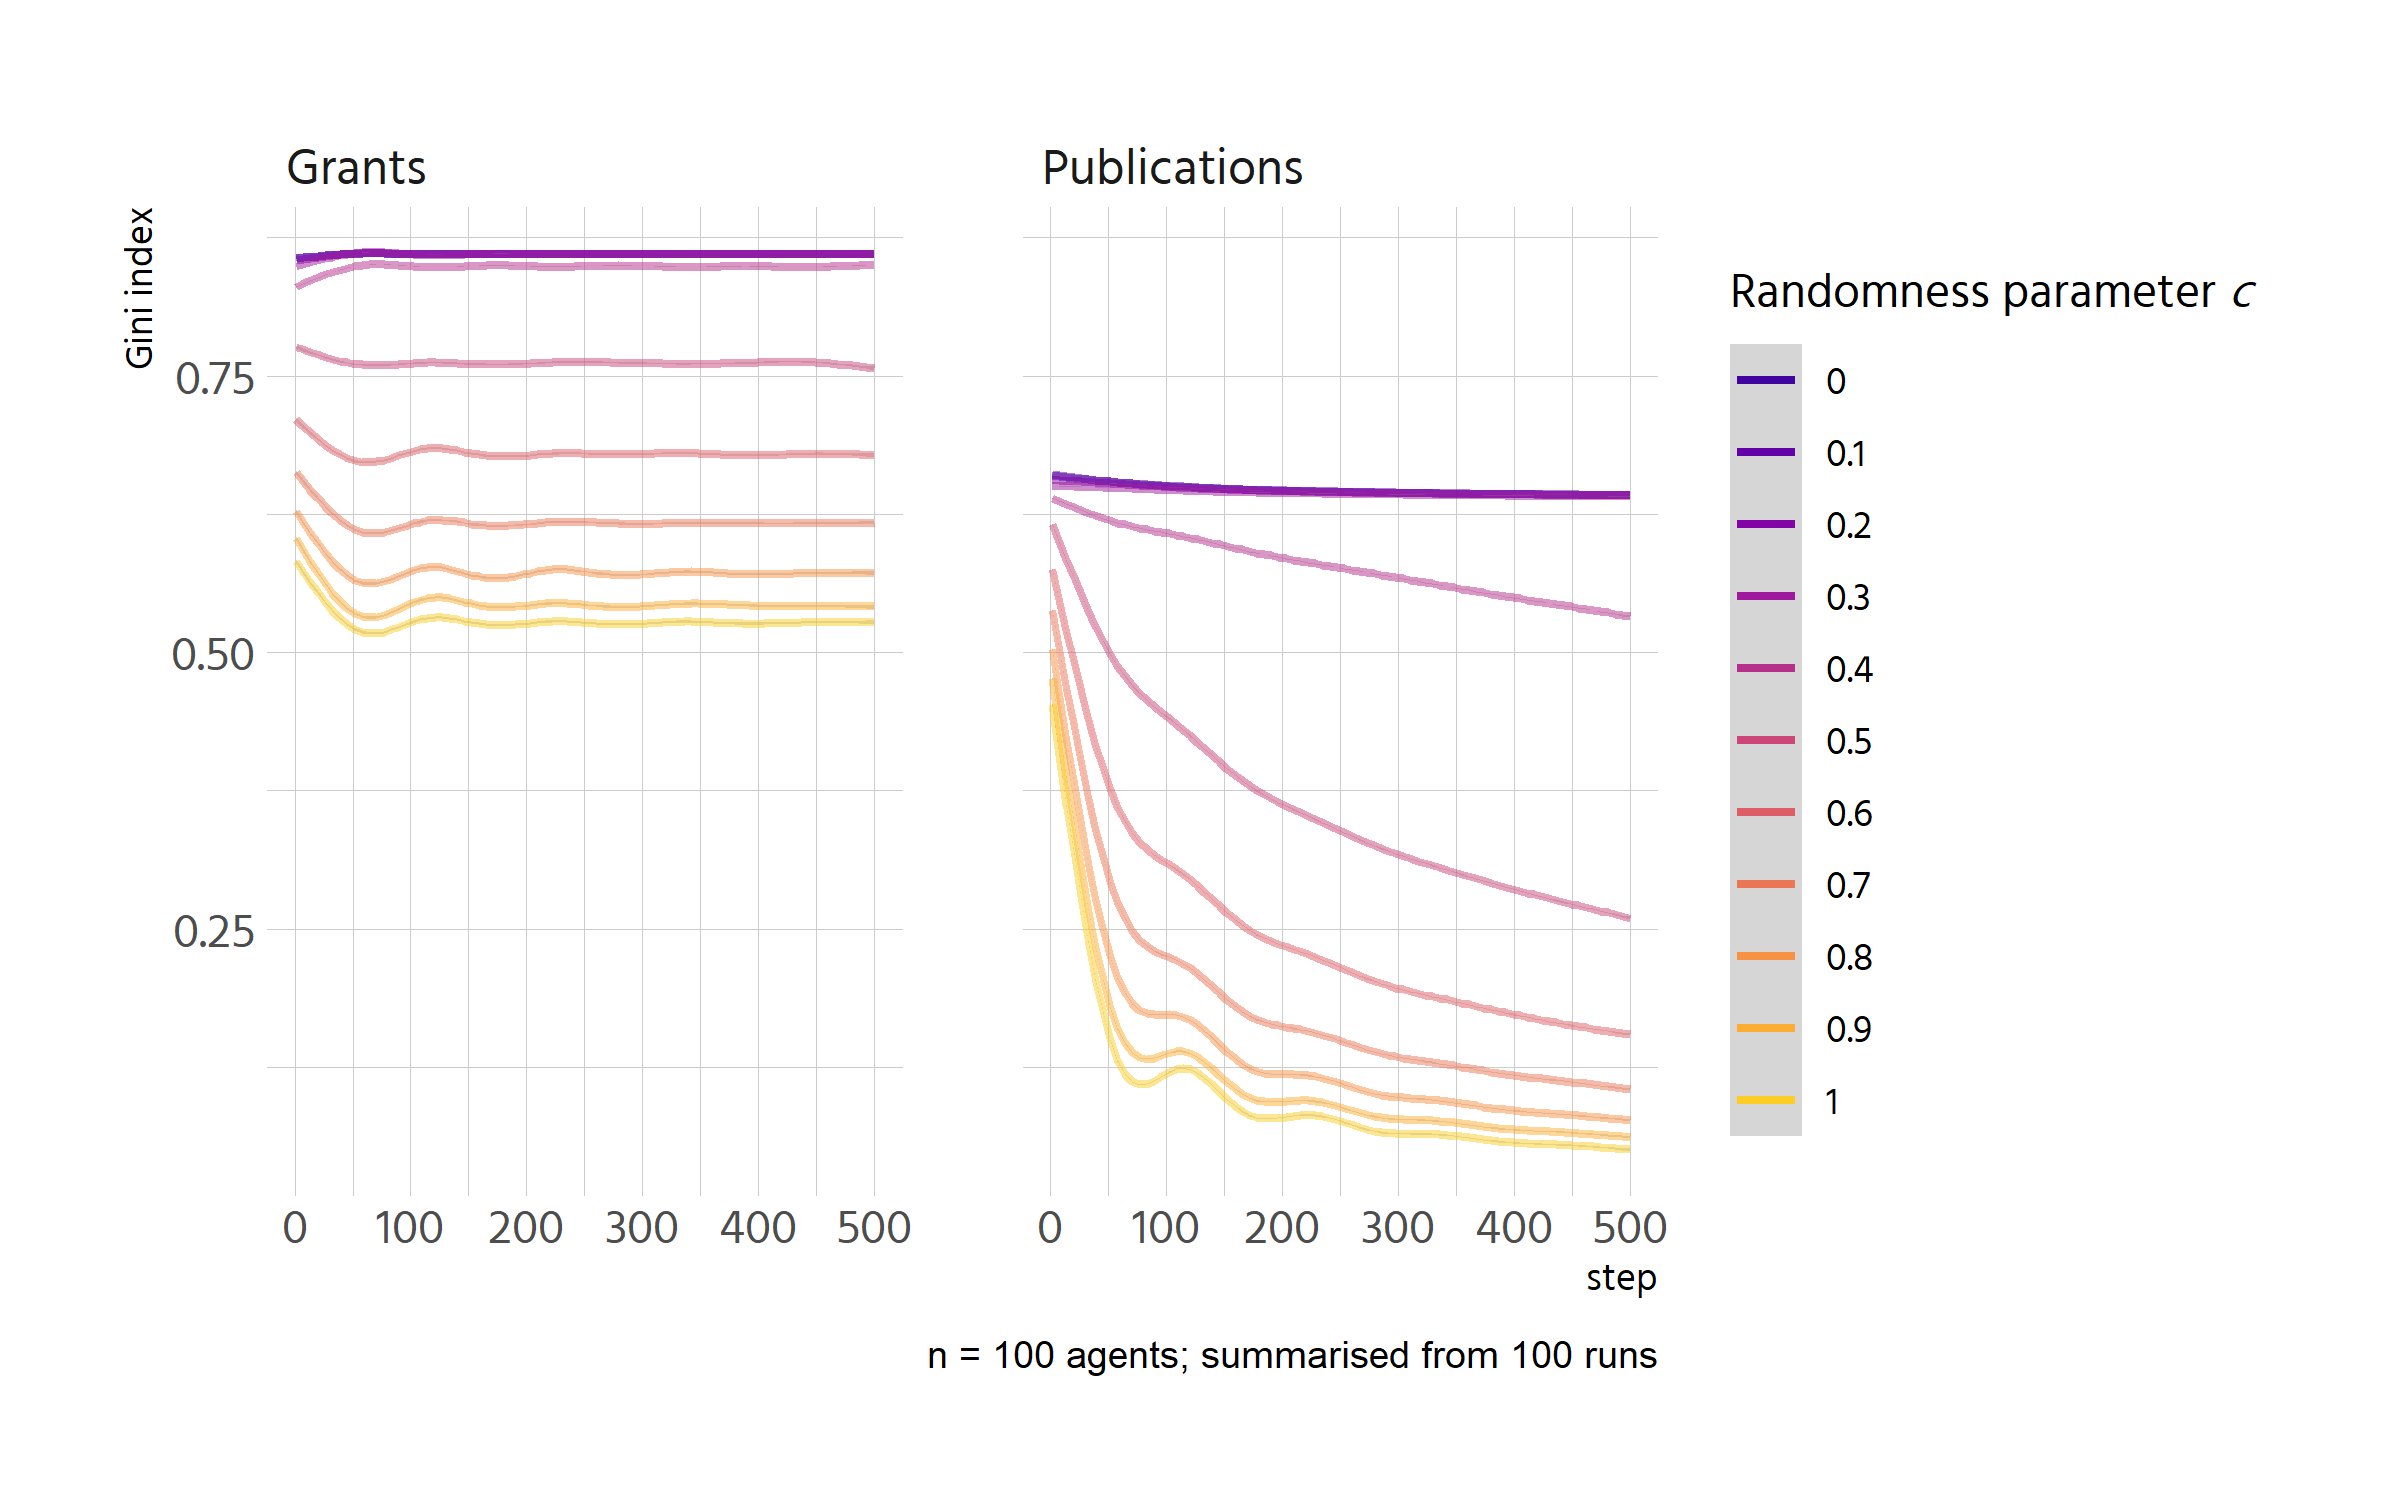 Grants
Publications
Gini index
0.75
0.50
0.25
0 100 200 300 400 500
0 100 200 300 400 500
step
Randomness parameter c
0
0.1
0.2
0.3
0.4
0.5
0.6
0.7
0.8
0.9
1
n = 100 agents; summarised from 100 runs